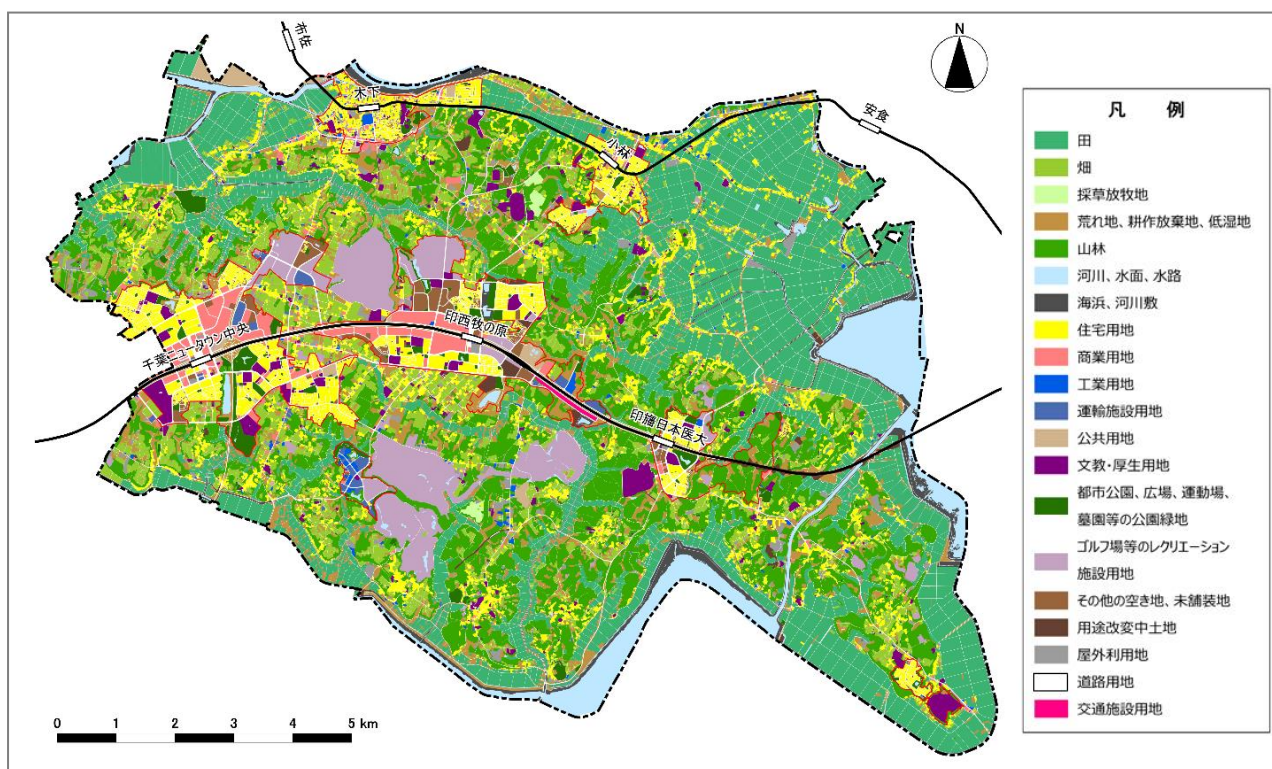 布佐
木下
小林
安食
N
千葉ニュータウン中央
印西牧の原
印旛日本医大
0 1 2 3 4 5 km
凡 例
田
畑
採草放牧地
荒れ地、耕作放棄地、低湿地
山林
河川、水面、水路
海浜、河川敷
住宅用地
商業用地
工業用地
運輸施設用地
公共用地
文教・厚生用地
都市公園、広場、運動場、
墓園等の公園緑地
ゴルフ場等のレクリエーション
施設用地
その他の空き地、未舗装地
用途改変中土地
屋外利用地
道路用地
交通施設用地